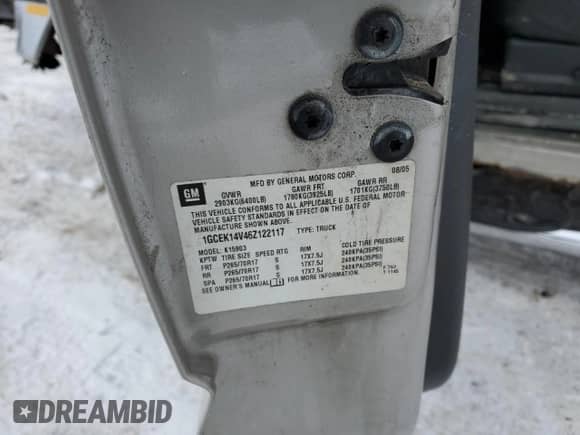 GM
MFD BY GENERAL MOTORS CORP.
08/05
GVWR GAWR FRT GAWR RR
2903KG(6400LB) 1780KG(3925LB) 1701KG(3750LB)
THIS VEHICLE CONFORMS TO ALL APPLICABLE U.S. FEDERAL MOTOR
VEHICLE SAFETY STANDARDS IN EFFECT ON THE DATE OF
MANUFACTURE SHOWN ABOVE.
1GCEK14V46Z122117 TYPE: TRUCK
MODEL: K15903
KPTW TIRE SIZE SPEED RTG RIM COLD TIRE PRESSURE
FRT P265/70R17 S 17X7.5J 240KPA(35PSI)
RR P265/70R17 S 17X7.5J 240KPA(35PSI)
SPA P265/70R17 S 17X7.5J 240KPA(35PSI)
SEE OWNER'S MANUAL FOR MORE INFORMATION.
DREAMBID